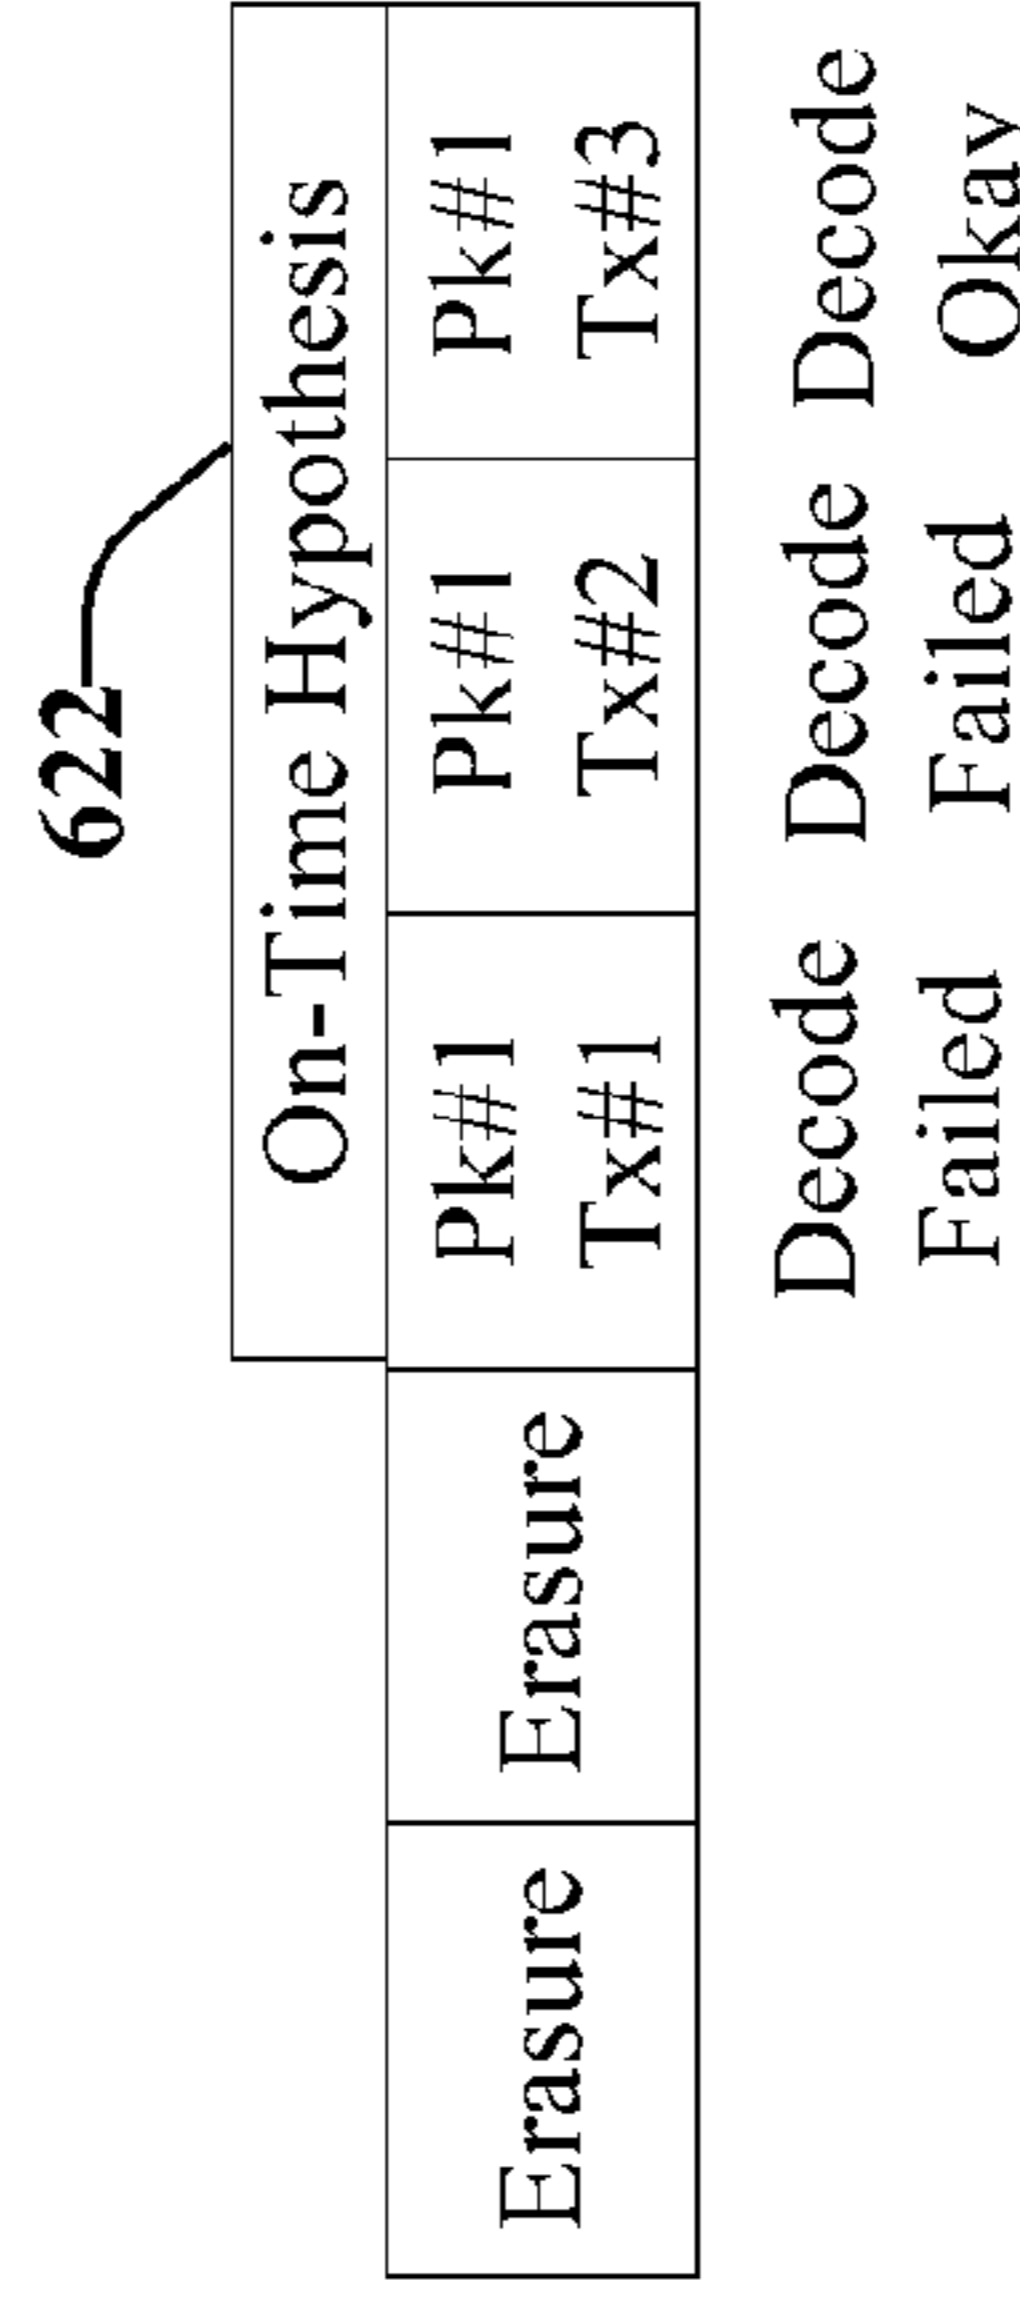 622
On-Time Hypothesis
Erasure
Erasure
Pk#1
Tx#1
Pk#1
Tx#2
Pk#1
Tx#3
Decode
Failed
Decode
Failed
Decode
Okay